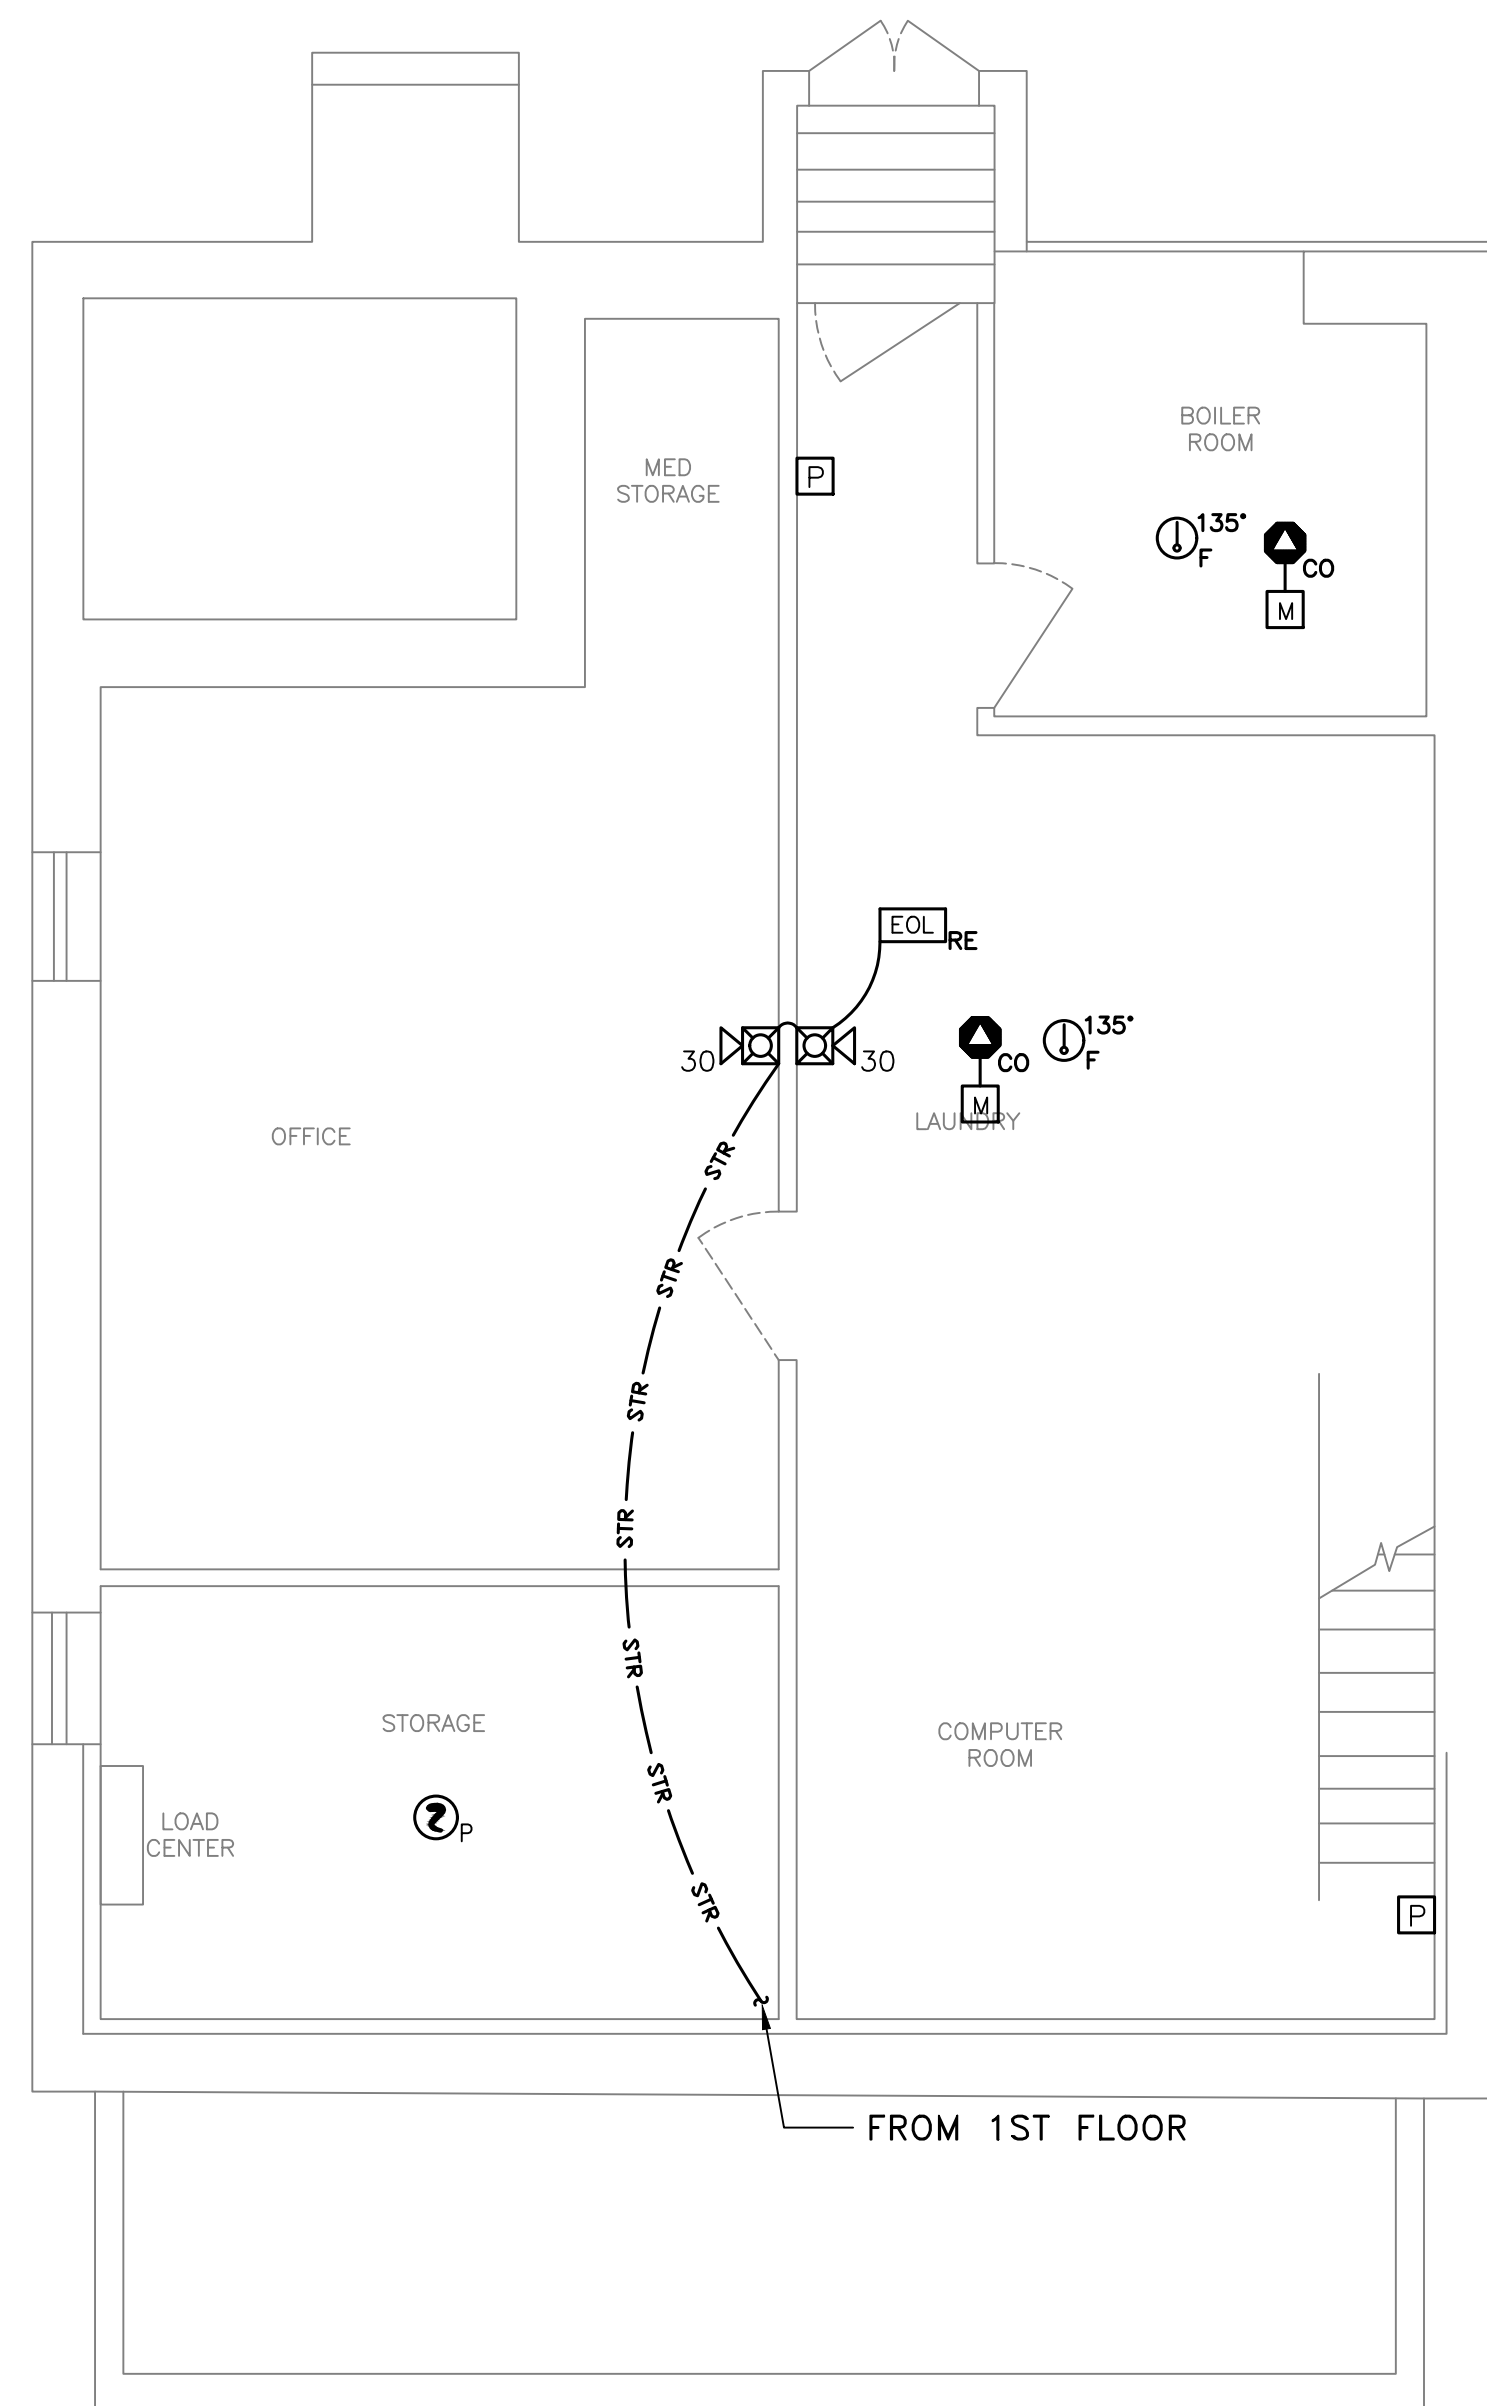 BOILER
ROOM
MED
STORAGE
P
135°
F
CO
M
EOL
RE
30
30
CO
135°
F
M
LAUNDRY
OFFICE
STR
STR
STR
STR
STR
STR
STR
STORAGE
COMPUTER
ROOM
LOAD
CENTER
P
P
FROM 1ST FLOOR